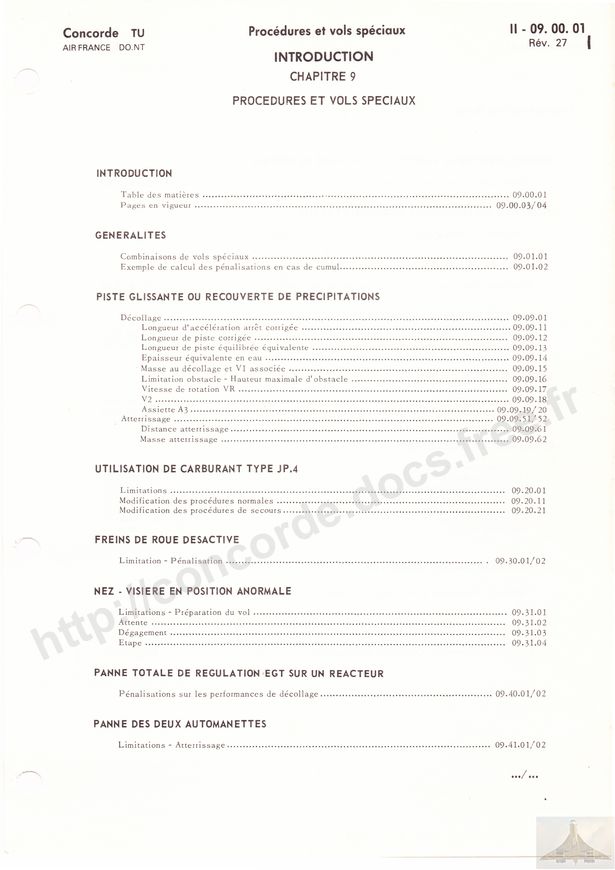 Concorde TU
AIR FRANCE DO.NT
Procédures et vols spéciaux
INTRODUCTION
CHAPITRE 9
PROCEDURES ET VOLS SPECIAUX
II - 09. 00. 01
Rév. 27
INTRODUCTION
Table des matières ........ 09.00.01
Pages en vigueur ........ 09.00.03/04
GENERALITES
Combinaisons de vols spéciaux ........ 09.01.01
Exemple de calcul des pénalisations en cas de cumul ........ 09.01.02
PISTE GLISSANTE OU RECOUVERTE DE PRECIPITATIONS
Décollage ........ 09.09.01
Longueur d'accélération arrêt corrigée ........ 09.09.11
Longueur de piste corrigée ........ 09.09.12
Longueur de piste équilibrée équivalente ........ 09.09.13
Epaisseur équivalente en eau ........ 09.09.14
Masse au décollage et V1 associée ........ 09.09.15
Limitation obstacle - Hauteur maximale d'obstacle ........ 09.09.16
Vitesse de rotation VR ........ 09.09.17
V2 ........ 09.09.18
Assiette A3 ........ 09.09.19/20
Atterrissage ........ 09.09.51/52
Distance atterrissage ........ 09.09.61
Masse atterrissage ........ 09.09.62
UTILISATION DE CARBURANT TYPE JP.4
Limitations ........ 09.20.01
Modification des procédures normales ........ 09.20.11
Modification des procédures de secours ........ 09.20.21
FREINS DE ROUE DESACTIVE
Limitation - Pénalisation ........ 09.30.01/02
NEZ - VISIERE EN POSITION ANORMALE
Limitations - Préparation du vol ........ 09.31.01
Attente ........ 09.31.02
Dégagement ........ 09.31.03
Etape ........ 09.31.04
PANNE TOTALE DE REGULATION EGT SUR UN REACTEUR
Pénalisations sur les performances de décollage ........ 09.40.01/02
PANNE DES DEUX AUTOMANETTES
Limitations - Atterrissage ........ 09.41.01/02
.../...
http://concorde.docs.free.fr